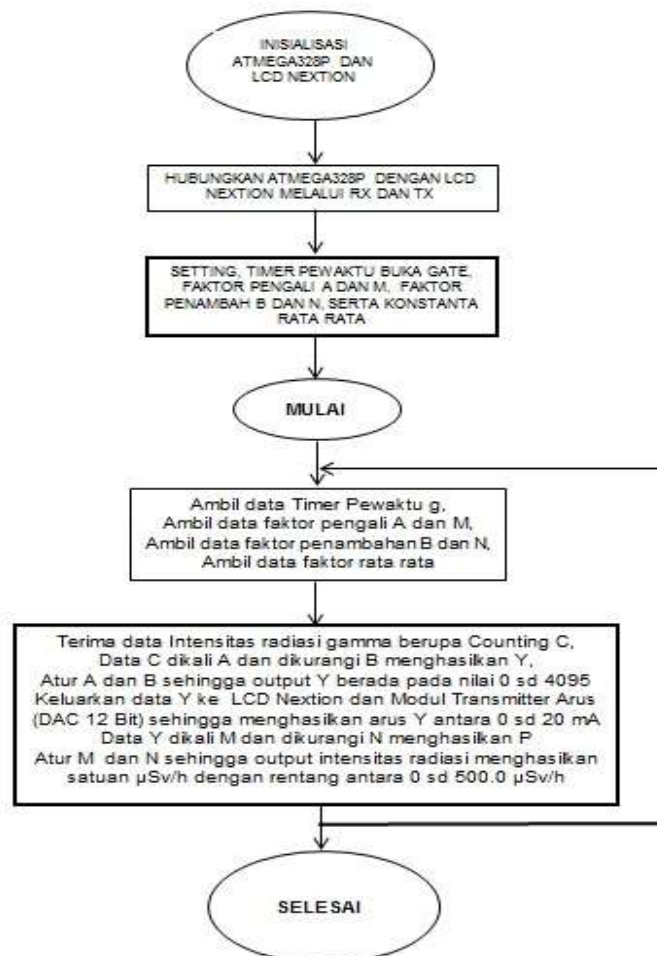 INISIALISASI
ATMEGA328P DAN
LCD NEXTION
HUBUNGKAN ATMEGA328P DENGAN LCD
NEXTION MELALUI RX DAN TX
SETTING, TIMER PEWAKTU BUKA GATE,
FAKTOR PENGALI A DAN M, FAKTOR
PENAMBAH B DAN N, SERTA KONSTANTA
RATA RATA
MULAI
Ambil data Timer Pewaktu g,
Ambil data faktor pengali A dan M,
Ambil data faktor penambahan B dan N,
Ambil data faktor rata rata
Terima data Intensitas radiasi gamma berupa Counting C,
Data C dikali A dan dikurangi B menghasilkan Y,
Atur A dan B sehingga output Y berada pada nilai 0 sd 4095
Keluarkan data Y ke LCD Nextion dan Modul Transmitter Arus
(DAC 12 Bit) sehingga menghasilkan arus Y antara 0 sd 20 mA
Data Y dikali M dan dikurangi N menghasilkan P
Atur M dan N sehingga output intensitas radiasi menghasilkan
satuan µSv/h dengan rentang antara 0 sd 500.0 µSv/h
SELESAI